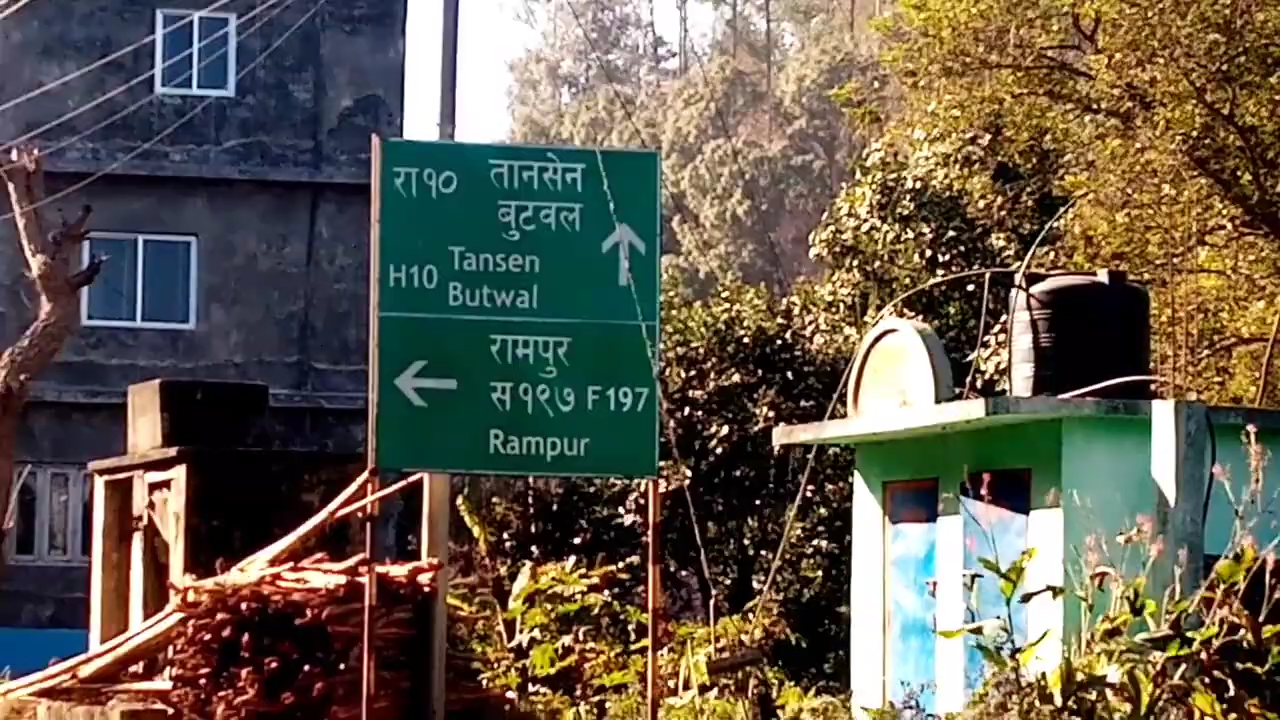 रा१० तानसेन
बुटवल
H10 Tansen
Butwal
रामपुर
स१९७ F197
Rampur